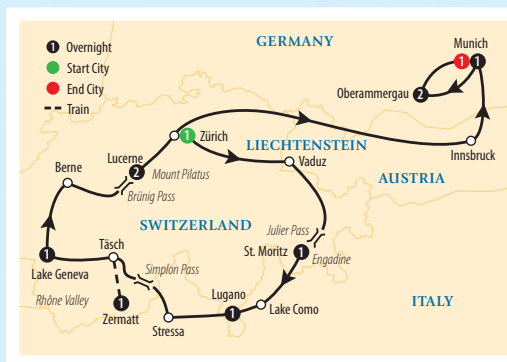 1 Overnight
Start City
End City
Train
GERMANY
Munich
1
1
Oberammergau
2
1
Zürich
LIECHTENSTEIN
Vaduz
Innsbruck
AUSTRIA
Berne
Lucerne
2
Mount Pilatus
Brünig Pass
SWITZERLAND
Julier Pass
St. Moritz
1
Engadine
Täsch
Simplon Pass
1
Lake Geneva
Rhône Valley
1
Zermatt
Stressa
Lugano
1
Lake Como
ITALY